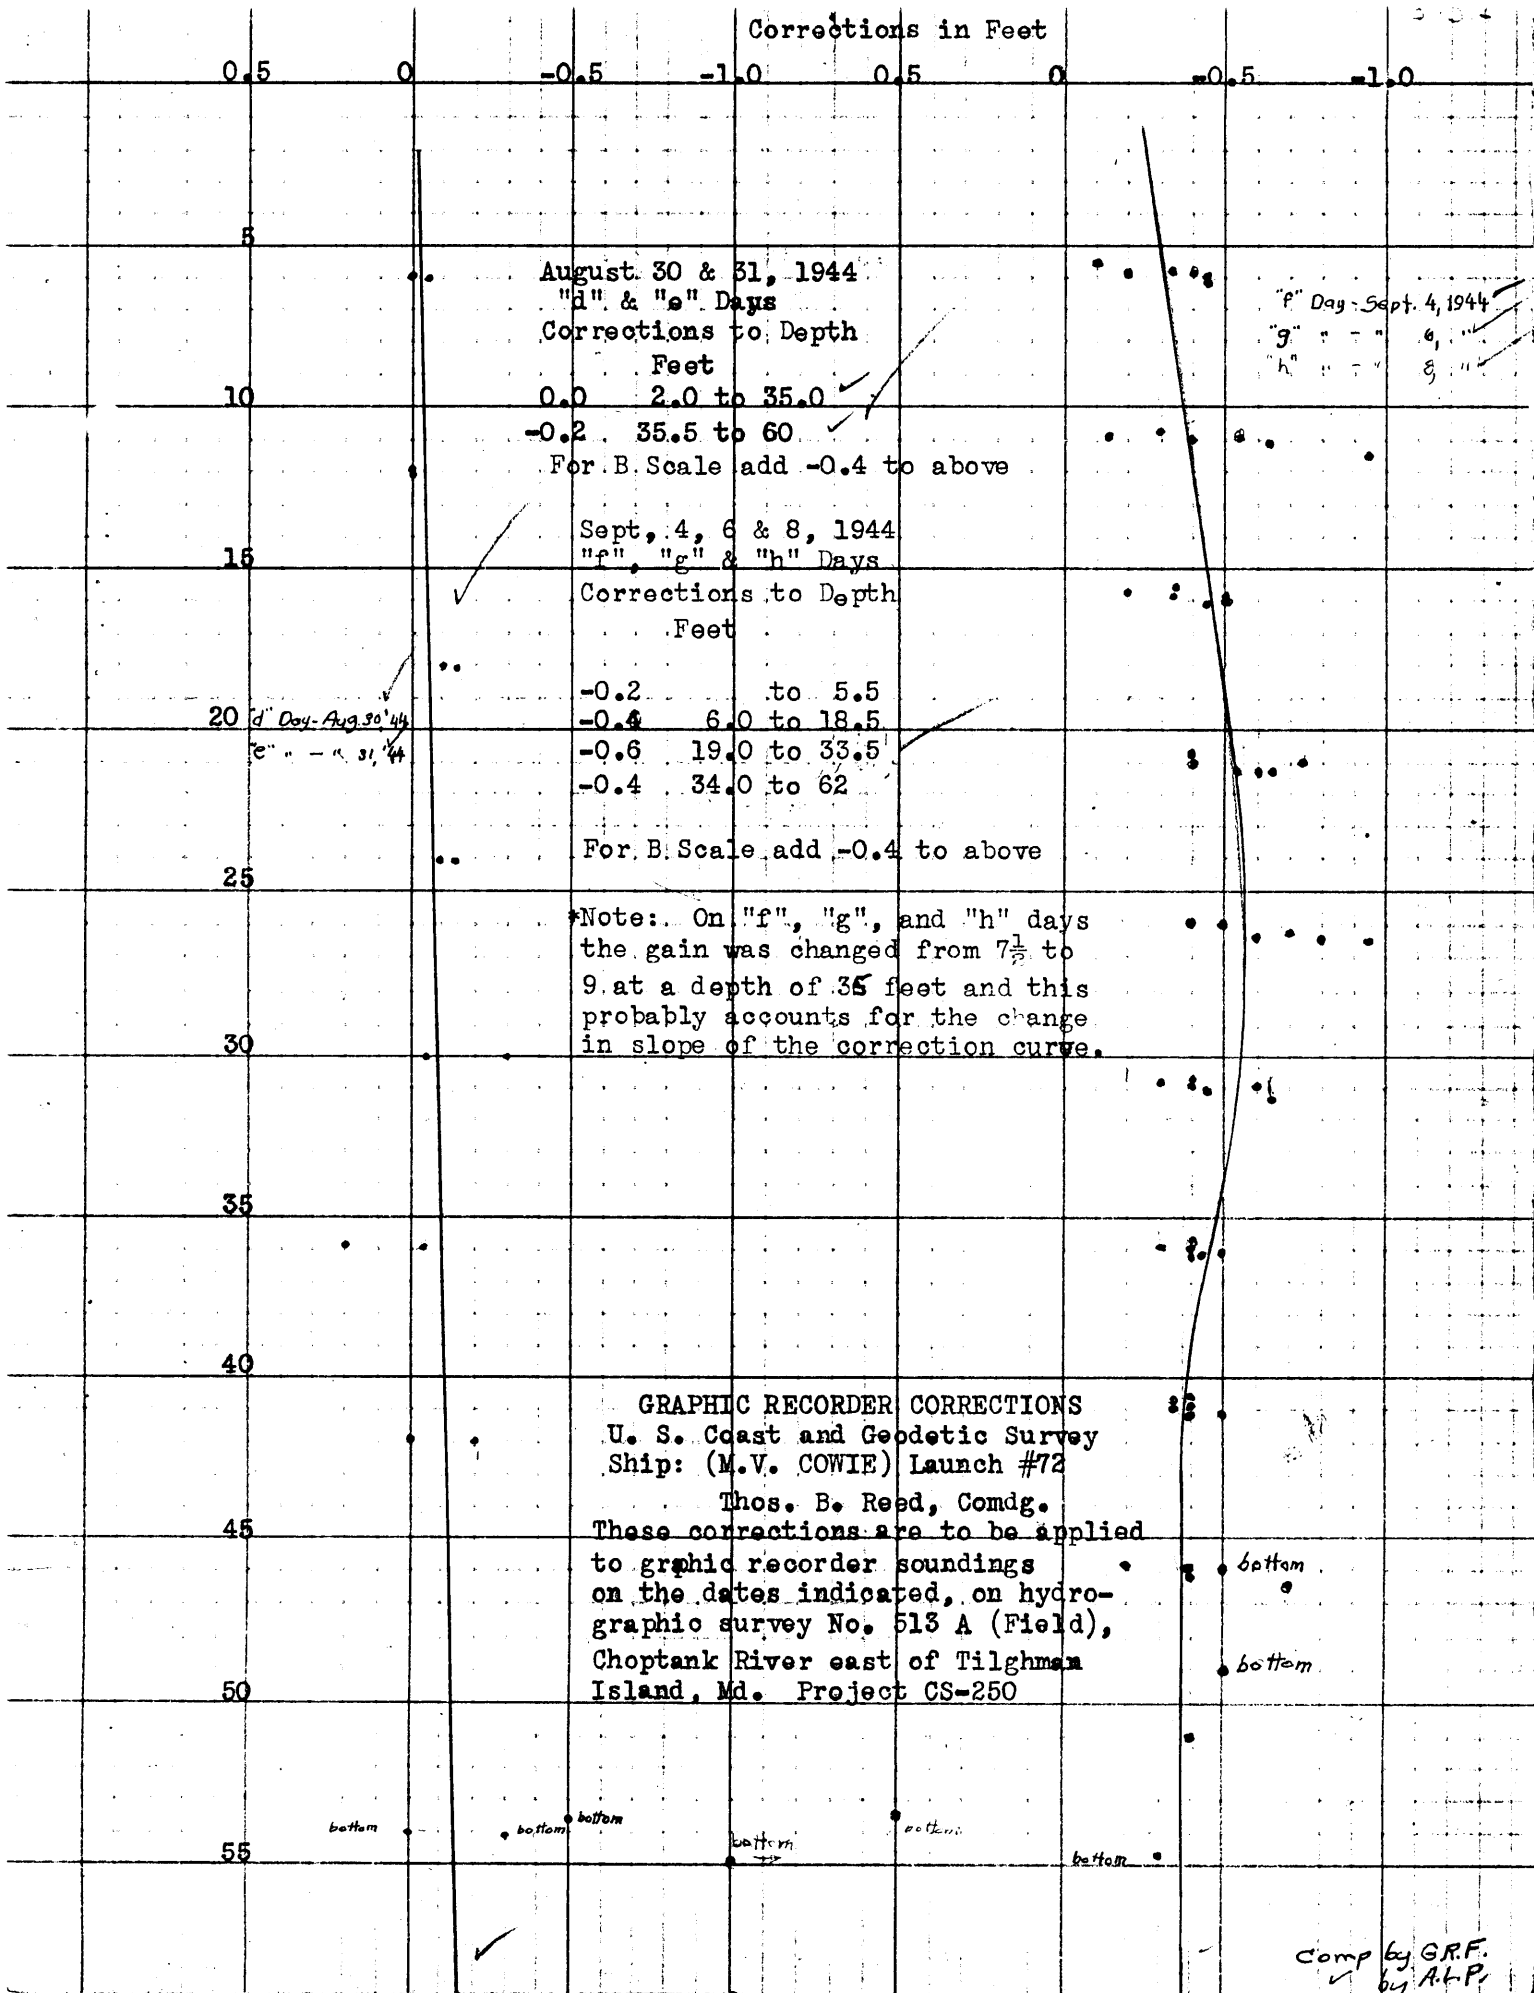 Corrections in Feet
0.5 0 -0.5 -1.0 0.5 0 -0.5 -1.0
5
August 30 & 31, 1944
"d" & "e" Days
Corrections to Depth
Feet
0.0 2.0 to 35.0
-0.2 35.5 to 60
For B Scale add -0.4 to above
"f" Day - Sept. 4, 1944
"g" " - " 6, "
"h" " - " 8, "
10
Sept, 4, 6 & 8, 1944
"f", "g" & "h" Days
Corrections to Depth
Feet
-0.2 to 5.5
-0.4 6.0 to 18.5
-0.6 19.0 to 33.5
-0.4 34.0 to 62
For B Scale add -0.4 to above
15
20
"d" Day - Aug. 30, '44
"e" " - " 31, '44
25
*Note: On "f", "g", and "h" days
the gain was changed from 7½ to
9 at a depth of 35 feet and this
probably accounts for the change
in slope of the correction curve.
30
35
40
GRAPHIC RECORDER CORRECTIONS
U. S. Coast and Geodetic Survey
Ship: (M.V. COWIE) Launch #72
Thos. B. Reed, Comdg.
These corrections are to be applied
to graphic recorder soundings
on the dates indicated, on hydro-
graphic survey No. 513 A (Field),
Choptank River east of Tilghman
Island, Md. Project CS-250
45
bottom
bottom
50
bottom bottom bottom bottom bottom bottom
55
Comp by G.R.F.
✓ by A.L.P.